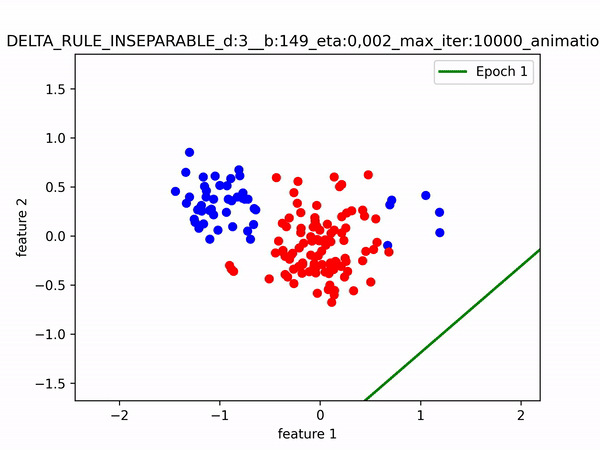 DELTA_RULE_INSEPARABLE_d:3__b:149_eta:0,002_max_iter:10000_animatio
Epoch 1
1.5
1.0
0.5
0.0
−0.5
−1.0
−1.5
feature 2
−2 −1 0 1 2
feature 1